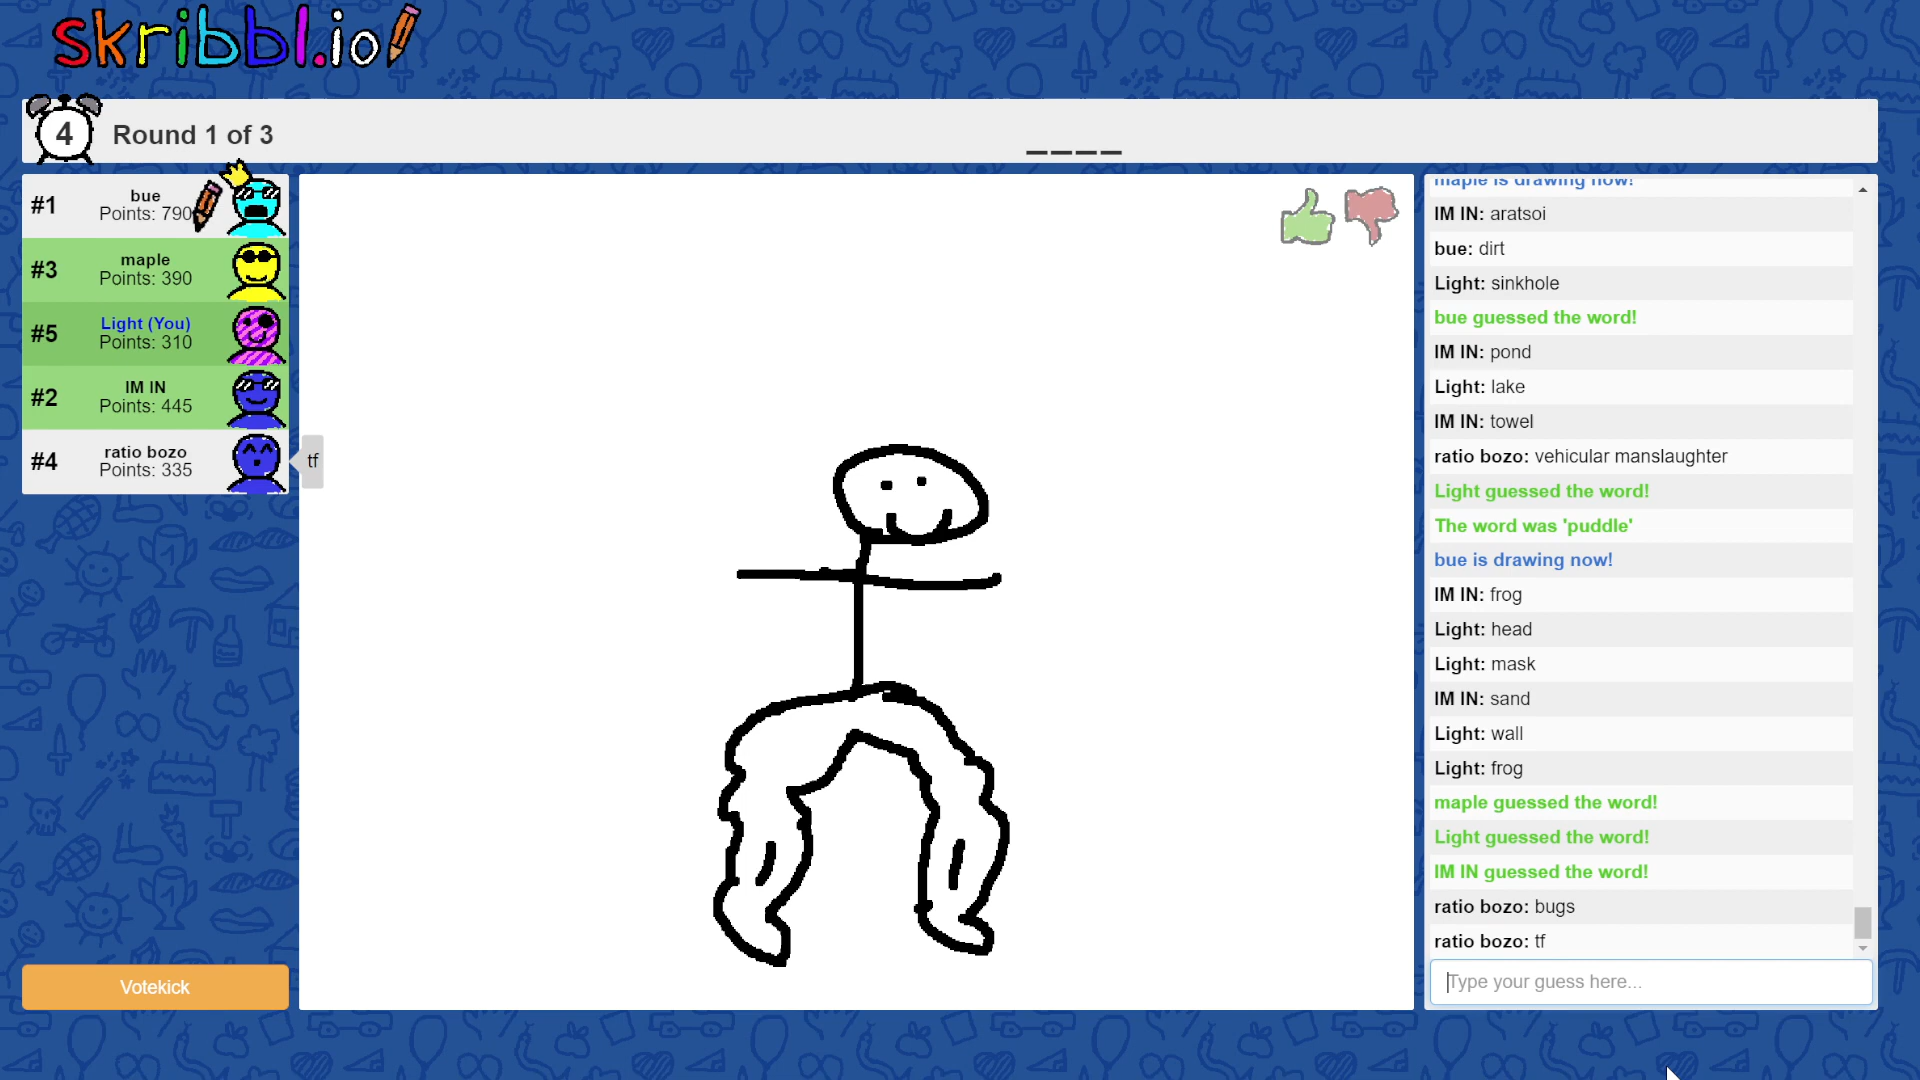 skribbl.io
4
Round 1 of 3
_ _ _ _
#1
bue
Points: 790
#3
maple
Points: 390
#5
Light (You)
Points: 310
#2
IM IN
Points: 445
#4
ratio bozo
Points: 335
tf
Votekick
maple is drawing now!
IM IN: aratsoi
bue: dirt
Light: sinkhole
bue guessed the word!
IM IN: pond
Light: lake
IM IN: towel
ratio bozo: vehicular manslaughter
Light guessed the word!
The word was 'puddle'
bue is drawing now!
IM IN: frog
Light: head
Light: mask
IM IN: sand
Light: wall
Light: frog
maple guessed the word!
Light guessed the word!
IM IN guessed the word!
ratio bozo: bugs
ratio bozo: tf
Type your guess here...